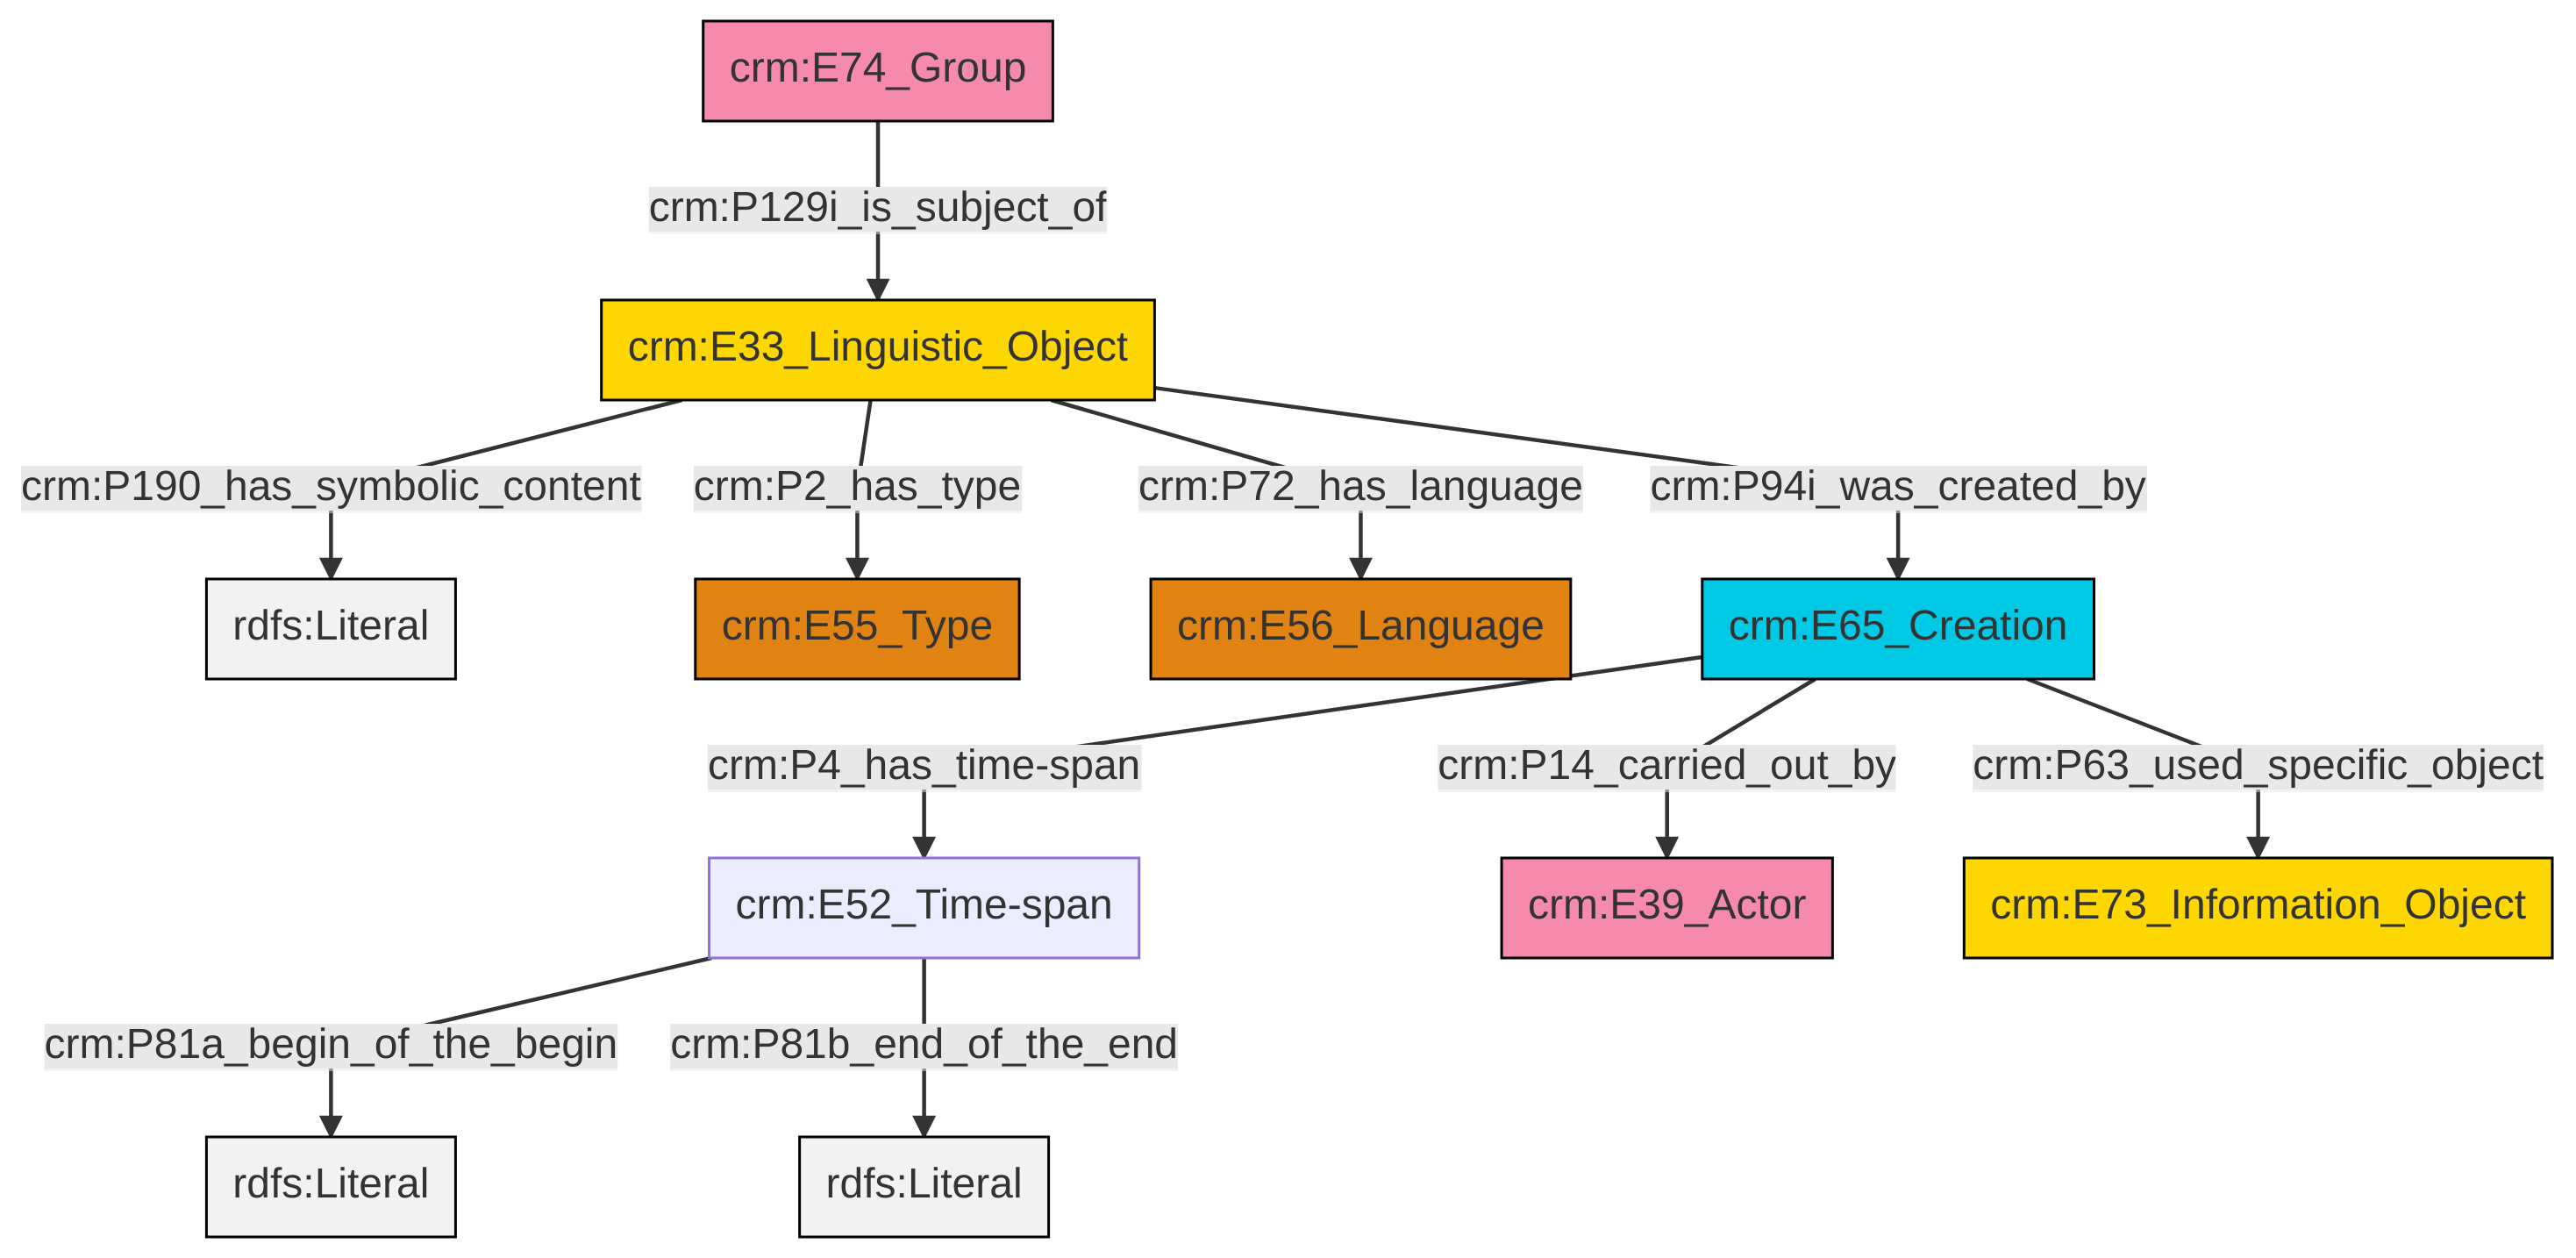 crm:E74_Group
crm:P129i_is_subject_of
crm:E33_Linguistic_Object
crm:P190_has_symbolic_content
crm:P2_has_type
crm:P72_has_language
crm:P94i_was_created_by
rdfs:Literal
crm:E55_Type
crm:E56_Language
crm:E65_Creation
crm:P4_has_time-span
crm:P14_carried_out_by
crm:P63_used_specific_object
crm:E52_Time-span
crm:E39_Actor
crm:E73_Information_Object
crm:P81a_begin_of_the_begin
crm:P81b_end_of_the_end
rdfs:Literal
rdfs:Literal